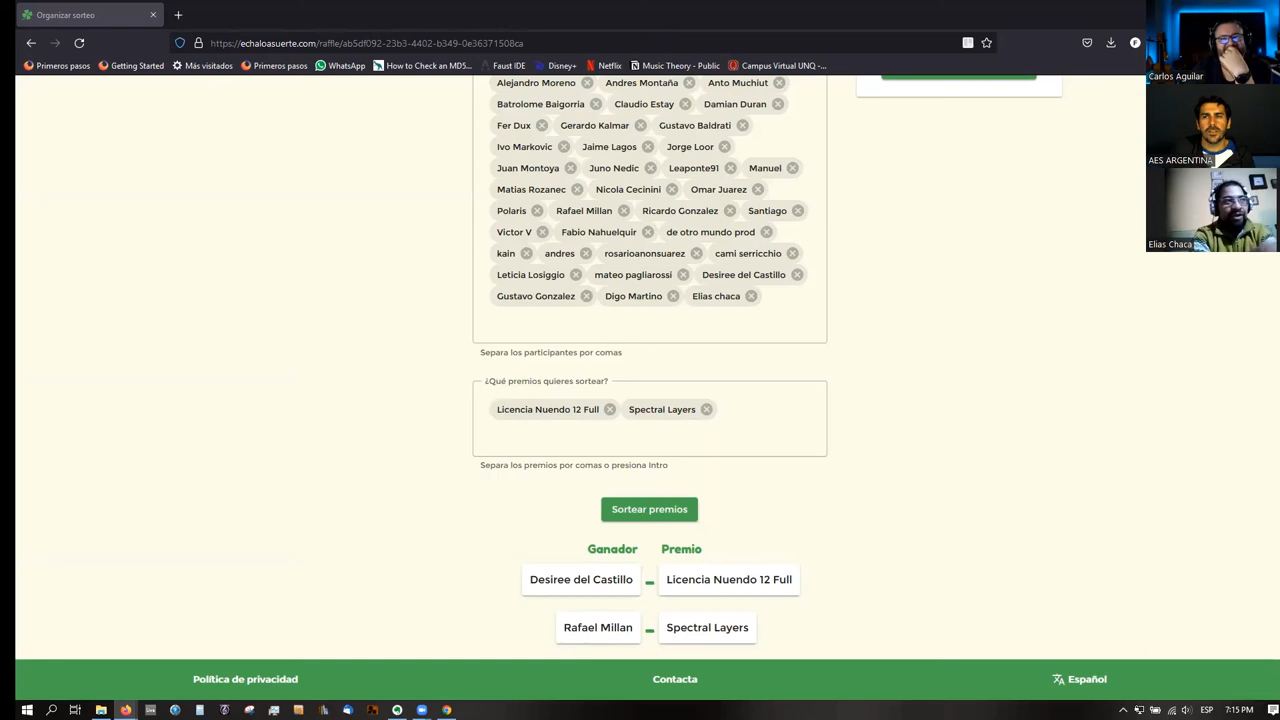 Organizar sorteo
https://echaloasuerte.com/raffle/ab5df092-23b3-4402-b349-0e36371508ca
Primeros pasos Getting Started Más visitados Primeros pasos WhatsApp How to Check an MD5... Faust IDE Disney+ Netflix Music Theory - Public Campus Virtual UNQ -...
Carlos Aguilar
AES ARGENTINA
Elias Chaca
Alejandro Moreno Andres Montaña Anto Muchiut
Batrolome Baigorria Claudio Estay Damian Duran
Fer Dux Gerardo Kalmar Gustavo Baldrati
Ivo Markovic Jaime Lagos Jorge Loor
Juan Montoya Juno Nedic Leaponte91 Manuel
Matias Rozanec Nicola Cecinini Omar Juarez
Polaris Rafael Millan Ricardo Gonzalez Santiago
Victor V Fabio Nahuelquir de otro mundo prod
kain andres rosarioanonsuarez cami serricchio
Leticia Losiggio mateo pagliarossi Desiree del Castillo
Gustavo Gonzalez Digo Martino Elias chaca
Separa los participantes por comas
¿Qué premios quieres sortear?
Licencia Nuendo 12 Full Spectral Layers
Separa los premios por comas o presiona Intro
Sortear premios
Ganador Premio
Desiree del Castillo - Licencia Nuendo 12 Full
Rafael Millan - Spectral Layers
Política de privacidad Contacta Español
Live ESP 7:15 PM